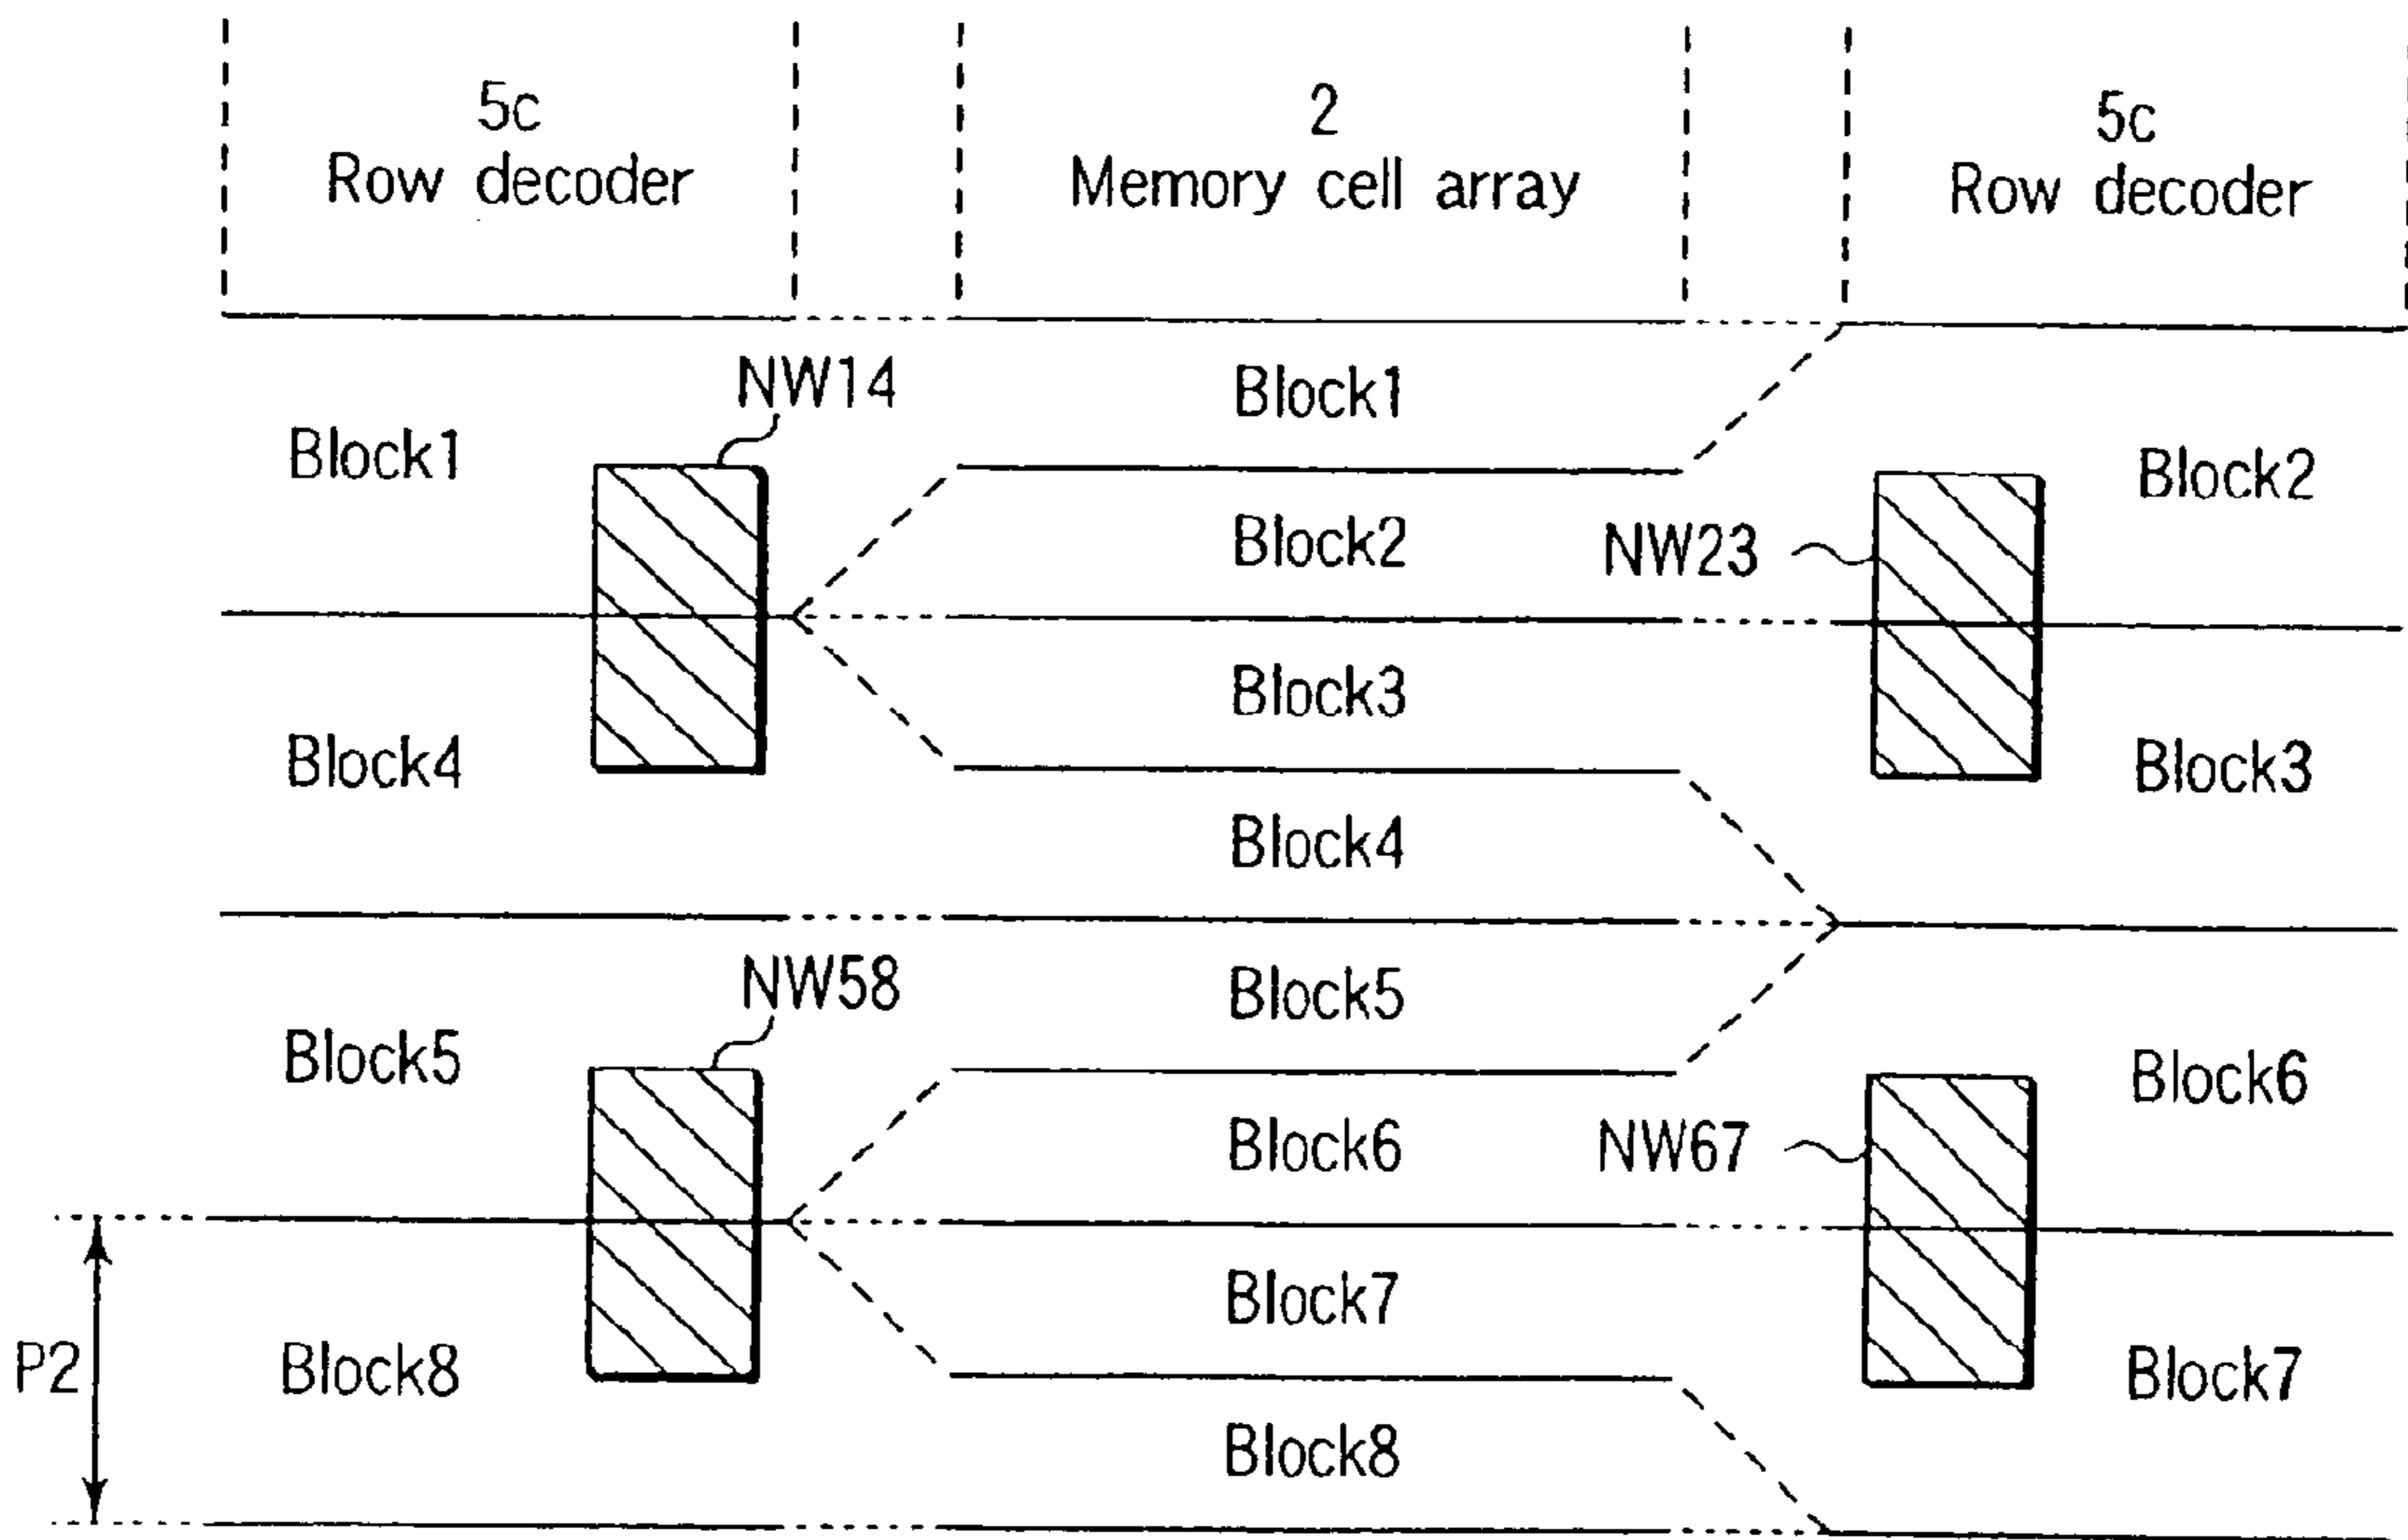 5c
Row decoder
2
Memory cell array
5c
Row decoder
NW14
Block1
Block1
Block2
Block2
NW23
Block3
Block4
Block3
Block4
NW58
Block5
Block5
Block6
Block6
NW67
Block7
P2
Block8
Block7
Block8